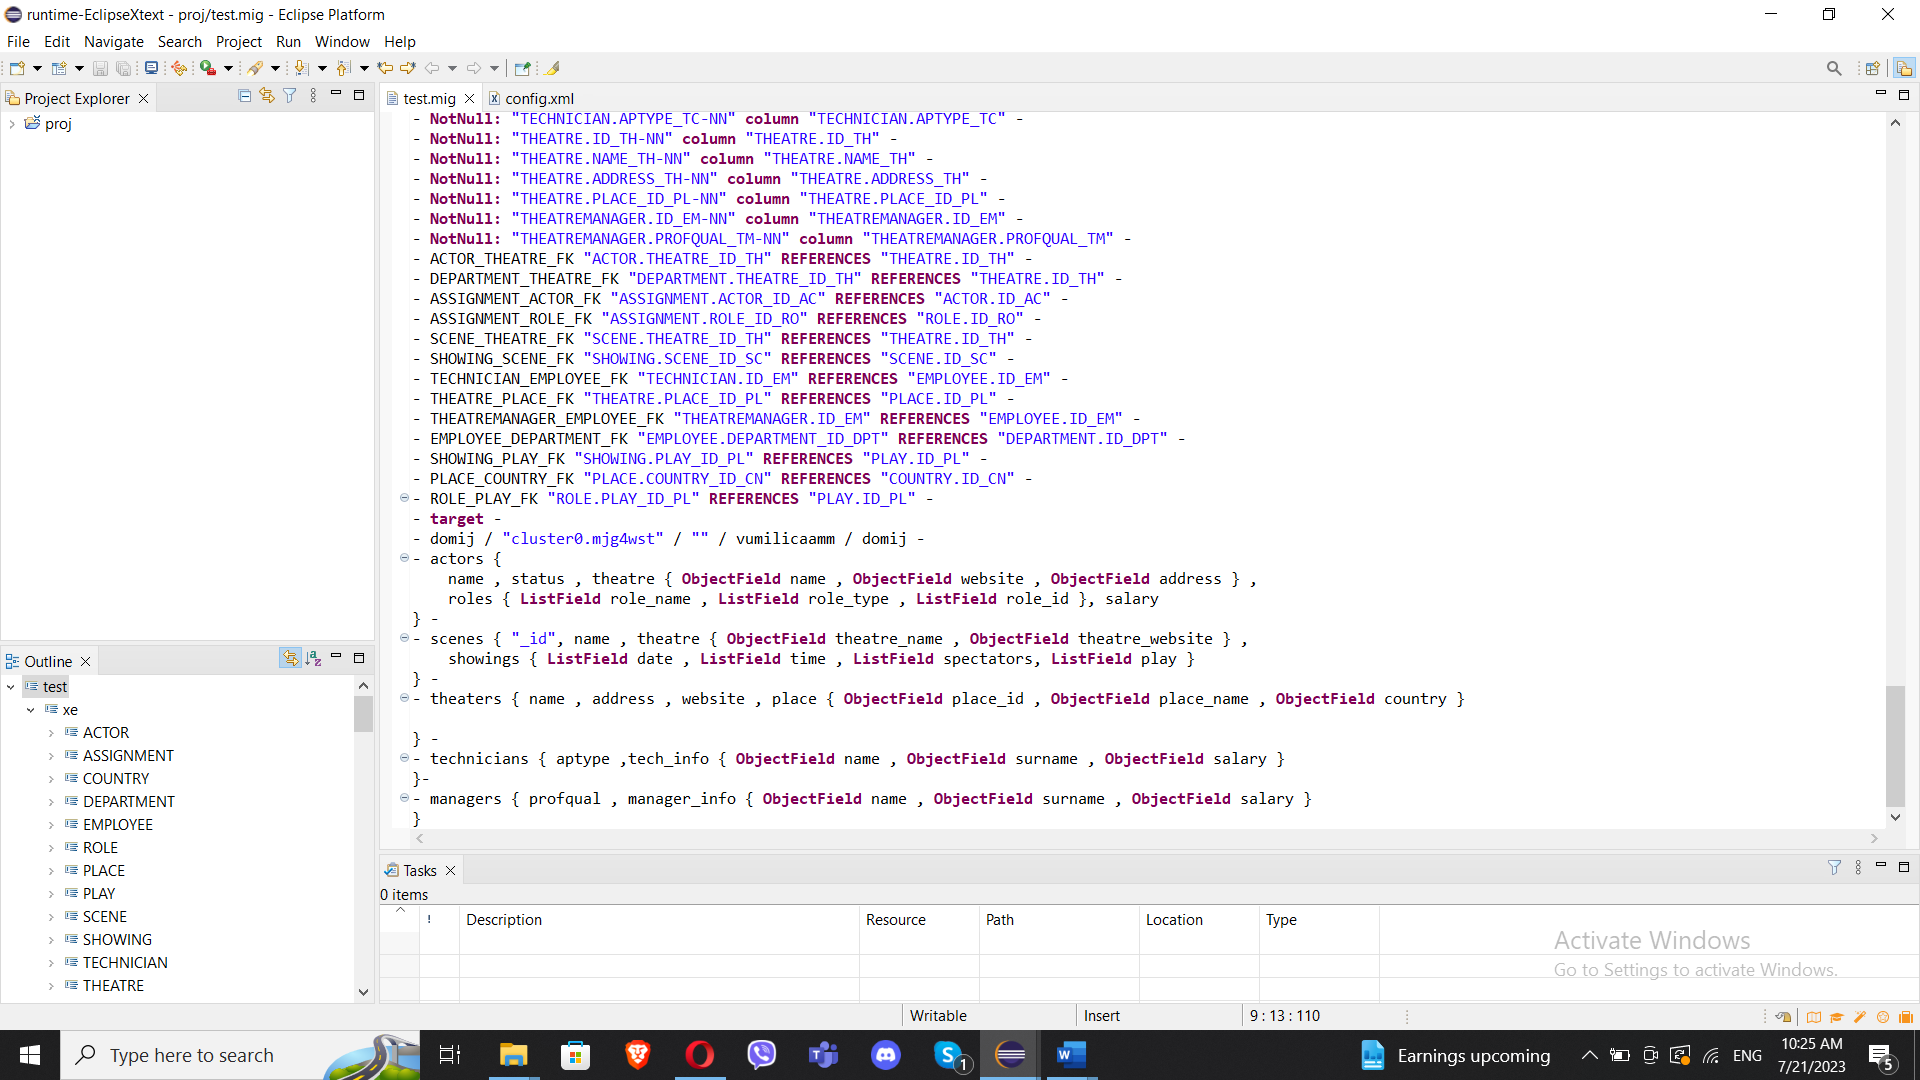 runtime-EclipseXtext - proj/test.mig - Eclipse Platform
File Edit Navigate Search Project Run Window Help
Project Explorer
proj
test.mig
config.xml
- NotNull: "TECHNICIAN.APTYPE_TC-NN" column "TECHNICIAN.APTYPE_TC" -
- NotNull: "THEATRE.ID_TH-NN" column "THEATRE.ID_TH" -
- NotNull: "THEATRE.NAME_TH-NN" column "THEATRE.NAME_TH" -
- NotNull: "THEATRE.ADDRESS_TH-NN" column "THEATRE.ADDRESS_TH" -
- NotNull: "THEATRE.PLACE_ID_PL-NN" column "THEATRE.PLACE_ID_PL" -
- NotNull: "THEATREMANAGER.ID_EM-NN" column "THEATREMANAGER.ID_EM" -
- NotNull: "THEATREMANAGER.PROFQUAL_TM-NN" column "THEATREMANAGER.PROFQUAL_TM" -
- ACTOR_THEATRE_FK "ACTOR.THEATRE_ID_TH" REFERENCES "THEATRE.ID_TH" -
- DEPARTMENT_THEATRE_FK "DEPARTMENT.THEATRE_ID_TH" REFERENCES "THEATRE.ID_TH" -
- ASSIGNMENT_ACTOR_FK "ASSIGNMENT.ACTOR_ID_AC" REFERENCES "ACTOR.ID_AC" -
- ASSIGNMENT_ROLE_FK "ASSIGNMENT.ROLE_ID_RO" REFERENCES "ROLE.ID_RO" -
- SCENE_THEATRE_FK "SCENE.THEATRE_ID_TH" REFERENCES "THEATRE.ID_TH" -
- SHOWING_SCENE_FK "SHOWING.SCENE_ID_SC" REFERENCES "SCENE.ID_SC" -
- TECHNICIAN_EMPLOYEE_FK "TECHNICIAN.ID_EM" REFERENCES "EMPLOYEE.ID_EM" -
- THEATRE_PLACE_FK "THEATRE.PLACE_ID_PL" REFERENCES "PLACE.ID_PL" -
- THEATREMANAGER_EMPLOYEE_FK "THEATREMANAGER.ID_EM" REFERENCES "EMPLOYEE.ID_EM" -
- EMPLOYEE_DEPARTMENT_FK "EMPLOYEE.DEPARTMENT_ID_DPT" REFERENCES "DEPARTMENT.ID_DPT" -
- SHOWING_PLAY_FK "SHOWING.PLAY_ID_PL" REFERENCES "PLAY.ID_PL" -
- PLACE_COUNTRY_FK "PLACE.COUNTRY_ID_CN" REFERENCES "COUNTRY.ID_CN" -
- ROLE_PLAY_FK "ROLE.PLAY_ID_PL" REFERENCES "PLAY.ID_PL" -
- target -
- domij / "cluster0.mjg4wst" / "" / vumilicaamm / domij -
- actors {
name , status , theatre { ObjectField name , ObjectField website , ObjectField address } ,
roles { ListField role_name , ListField role_type , ListField role_id }, salary
} -
- scenes { "_id", name , theatre { ObjectField theatre_name , ObjectField theatre_website } ,
showings { ListField date , ListField time , ListField spectators, ListField play }
} -
- theaters { name , address , website , place { ObjectField place_id , ObjectField place_name , ObjectField country }
} -
- technicians { aptype ,tech_info { ObjectField name , ObjectField surname , ObjectField salary }
}-
- managers { profqual , manager_info { ObjectField name , ObjectField surname , ObjectField salary }
}
Outline
test
xe
ACTOR
ASSIGNMENT
COUNTRY
DEPARTMENT
EMPLOYEE
ROLE
PLACE
PLAY
SCENE
SHOWING
TECHNICIAN
THEATRE
Tasks
0 items
! Description Resource Path Location Type
Activate Windows
Go to Settings to activate Windows.
Writable Insert 9 : 13 : 110
Type here to search
1
Earnings upcoming
ENG
10:25 AM
7/21/2023
5